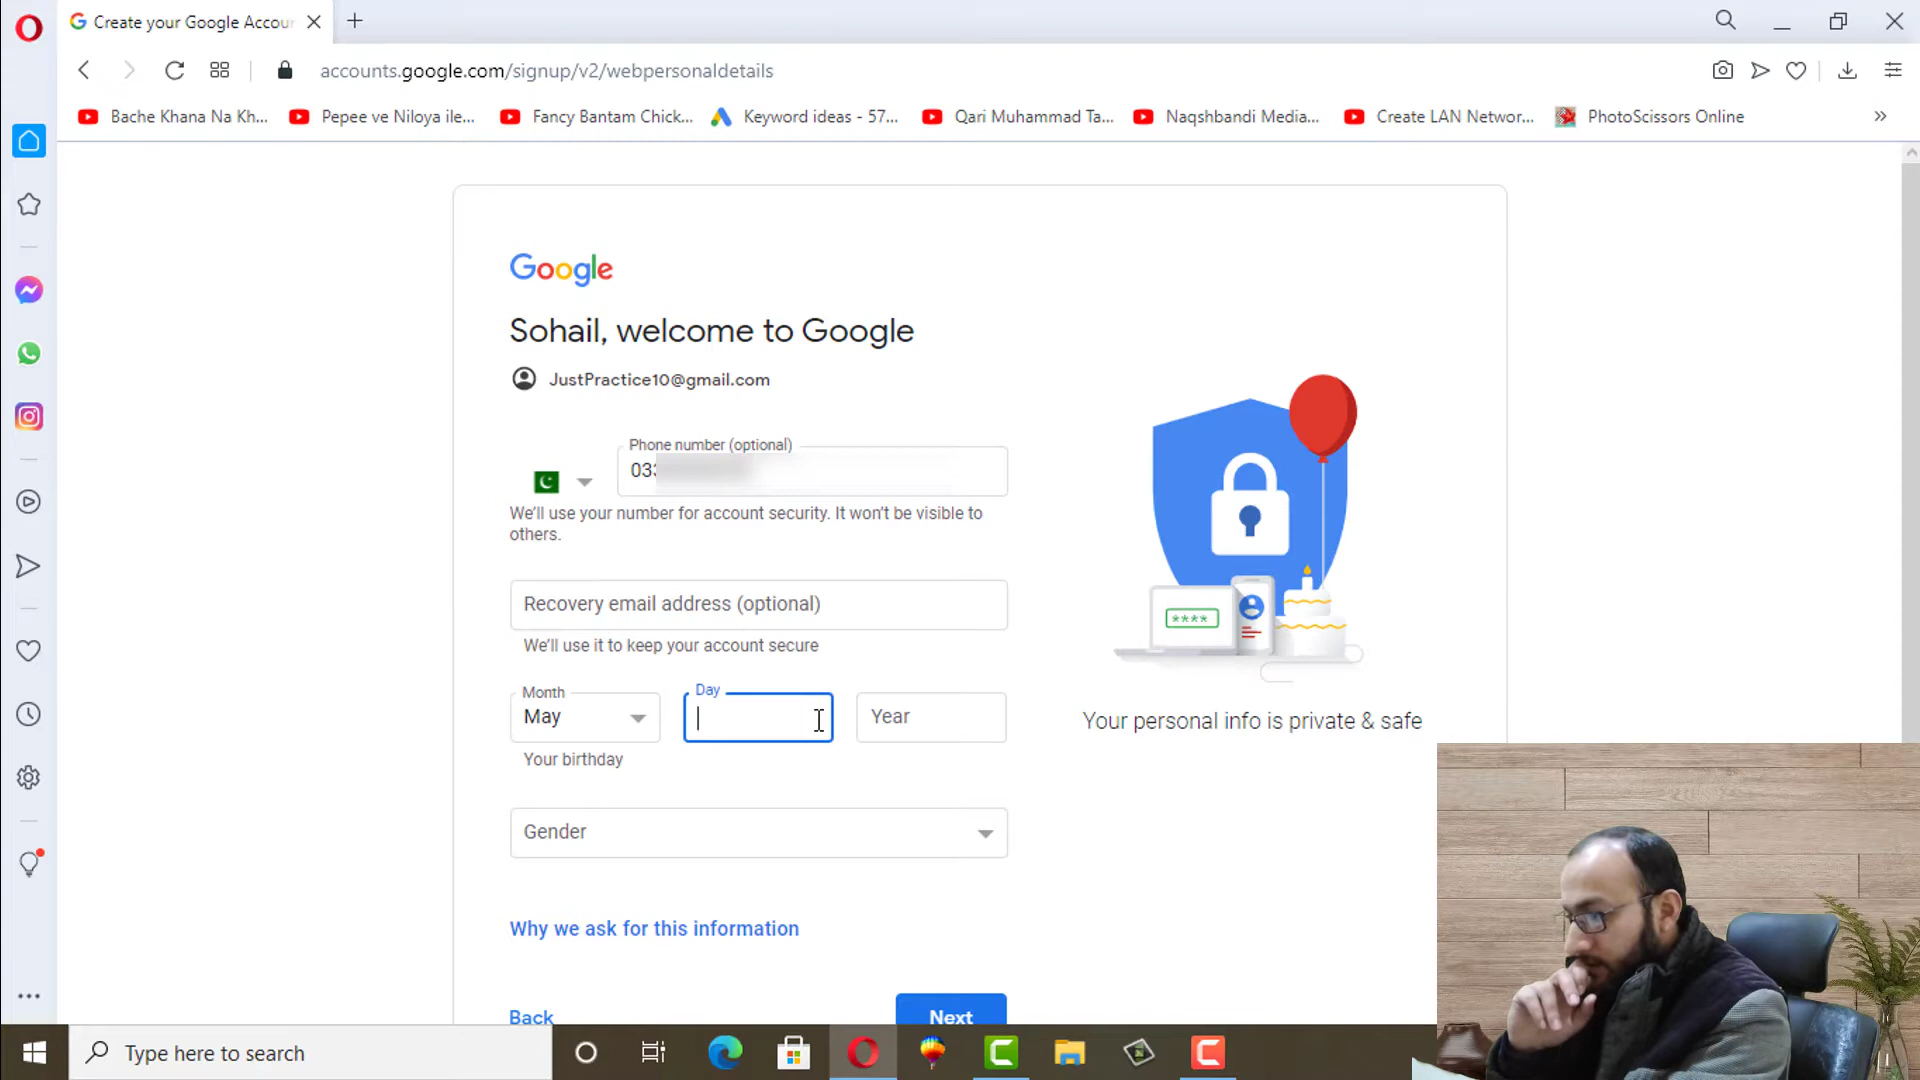 Create your Google Accour
accounts.google.com/signup/v2/webpersonaldetails
Bache Khana Na Kh...
Pepee ve Niloya ile...
Fancy Bantam Chick...
Keyword ideas - 57...
Qari Muhammad Ta...
Naqshbandi Media...
Create LAN Networ...
PhotoScissors Online
»
Google
Sohail, welcome to Google
JustPractice10@gmail.com
Phone number (optional)
033
We'll use your number for account security. It won't be visible to
others.
Recovery email address (optional)
We'll use it to keep your account secure
Month
May
Day
Year
Your birthday
Gender
Why we ask for this information
Back
Next
****
Your personal info is private & safe
Type here to search